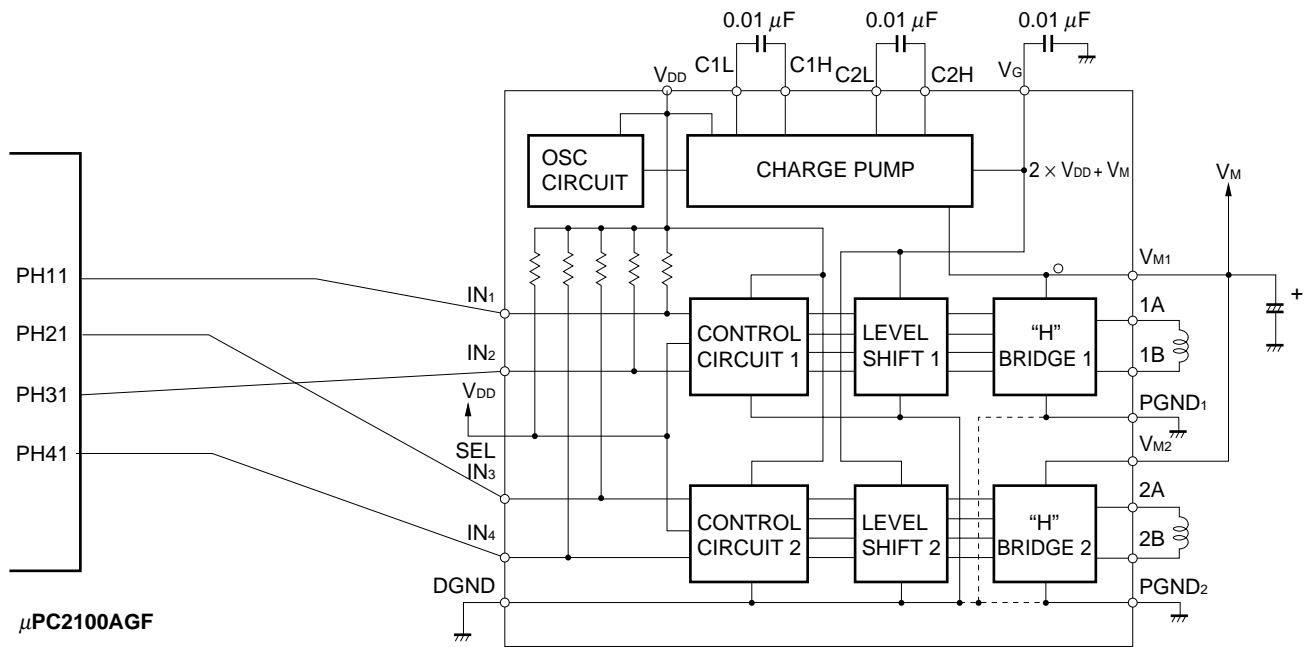 0.01 μF
0.01 μF
0.01 μF
C1L
C1H
C2L
C2H
VG
VDD
OSC
CIRCUIT
CHARGE PUMP
2 × VDD + VM
VM
PH11
PH21
PH31
PH41
IN1
IN2
VDD
SEL
IN3
IN4
DGND
CONTROL
CIRCUIT 1
LEVEL
SHIFT 1
“H”
BRIDGE 1
VM1
1A
1B
+
PGND1
VM2
CONTROL
CIRCUIT 2
LEVEL
SHIFT 2
“H”
BRIDGE 2
2A
2B
PGND2
μPC2100AGF